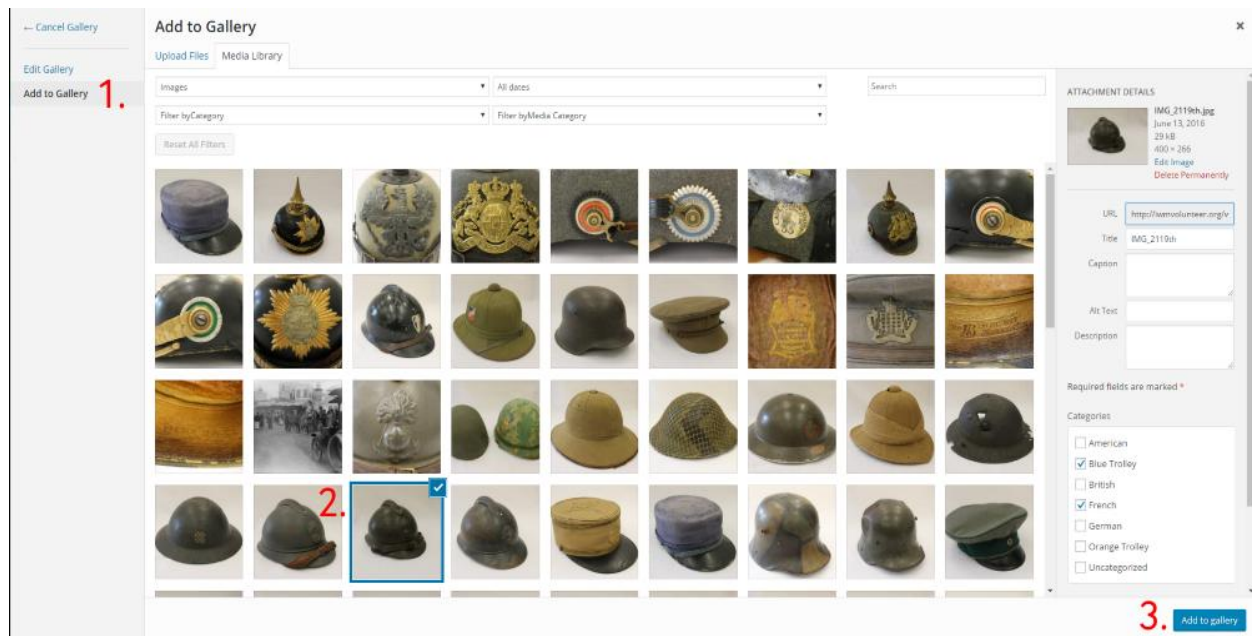 ← Cancel Gallery
Edit Gallery
Add to Gallery
1.
Add to Gallery
×
Upload Files
Media Library
Images
All dates
Search
Filter byCategory
Filter byMedia Category
Reset All Filters
2.
ATTACHMENT DETAILS
IMG_2119th.jpg
June 13, 2016
29 kB
400 × 266
Edit Image
Delete Permanently
URL http://wmvolunteer.org/v
Title IMG_2119th
Caption
Alt Text
Description
Required fields are marked *
Categories
American
Blue Trolley
British
French
German
Orange Trolley
Uncategorized
3.
Add to gallery